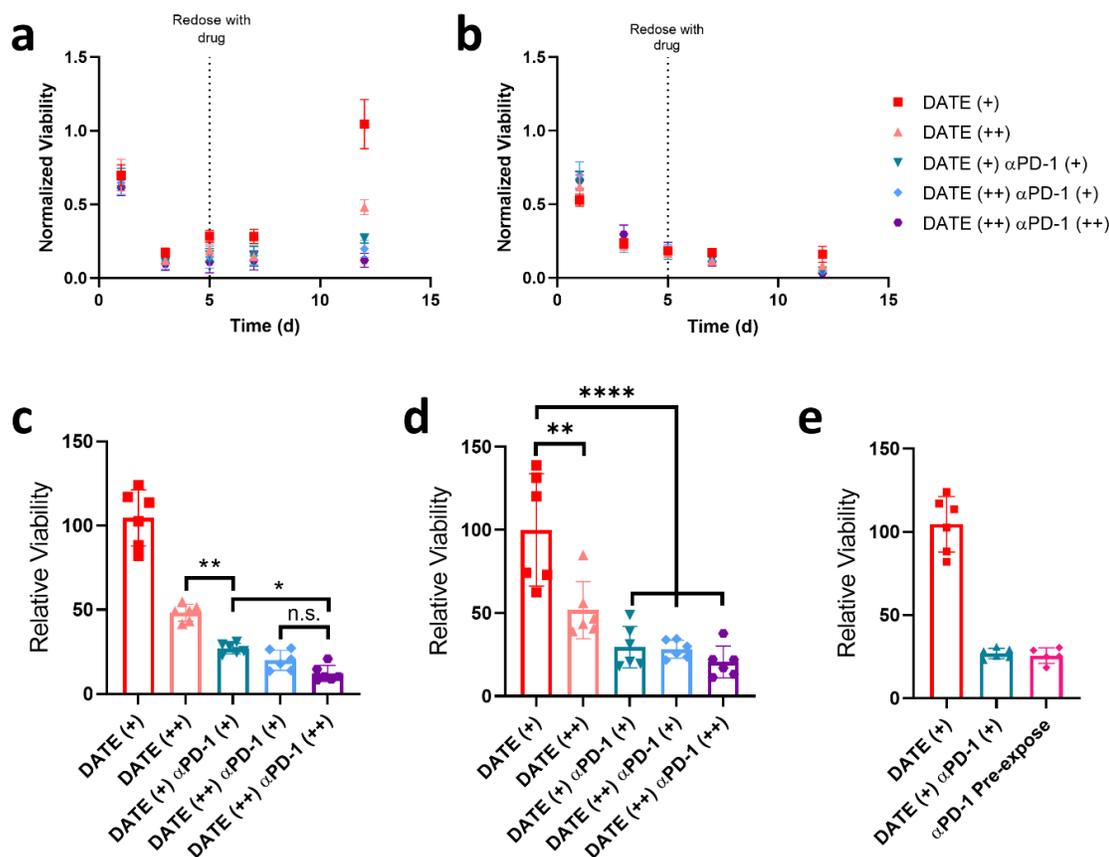 a
Redose with
drug
Normalized Viability
1.5
1.0
0.5
0.0
0
5
10
15
Time (d)
b
Redose with
drug
Normalized Viability
1.5
1.0
0.5
0.0
0
5
10
15
Time (d)
DATE (+)
DATE (++)
DATE (+) αPD-1 (+)
DATE (++) αPD-1 (+)
DATE (++) αPD-1 (++)
c
Relative Viability
150
100
50
0
**
*
n.s.
DATE (+)
DATE (++)
DATE (+) αPD-1 (+)
DATE (++) αPD-1 (+)
DATE (++) αPD-1 (++)
d
Relative Viability
150
100
50
0
****
**
DATE (+)
DATE (++)
DATE (+) αPD-1 (+)
DATE (++) αPD-1 (+)
DATE (++) αPD-1 (++)
e
Relative Viability
150
100
50
0
DATE (+)
DATE (+) αPD-1 (+)
αPD-1 Pre-expose